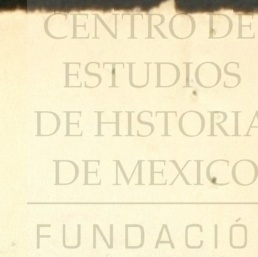 CENTRO DE
ESTUDIOS
DE HISTORIA
DE MEXICO
FUNDACIÓ